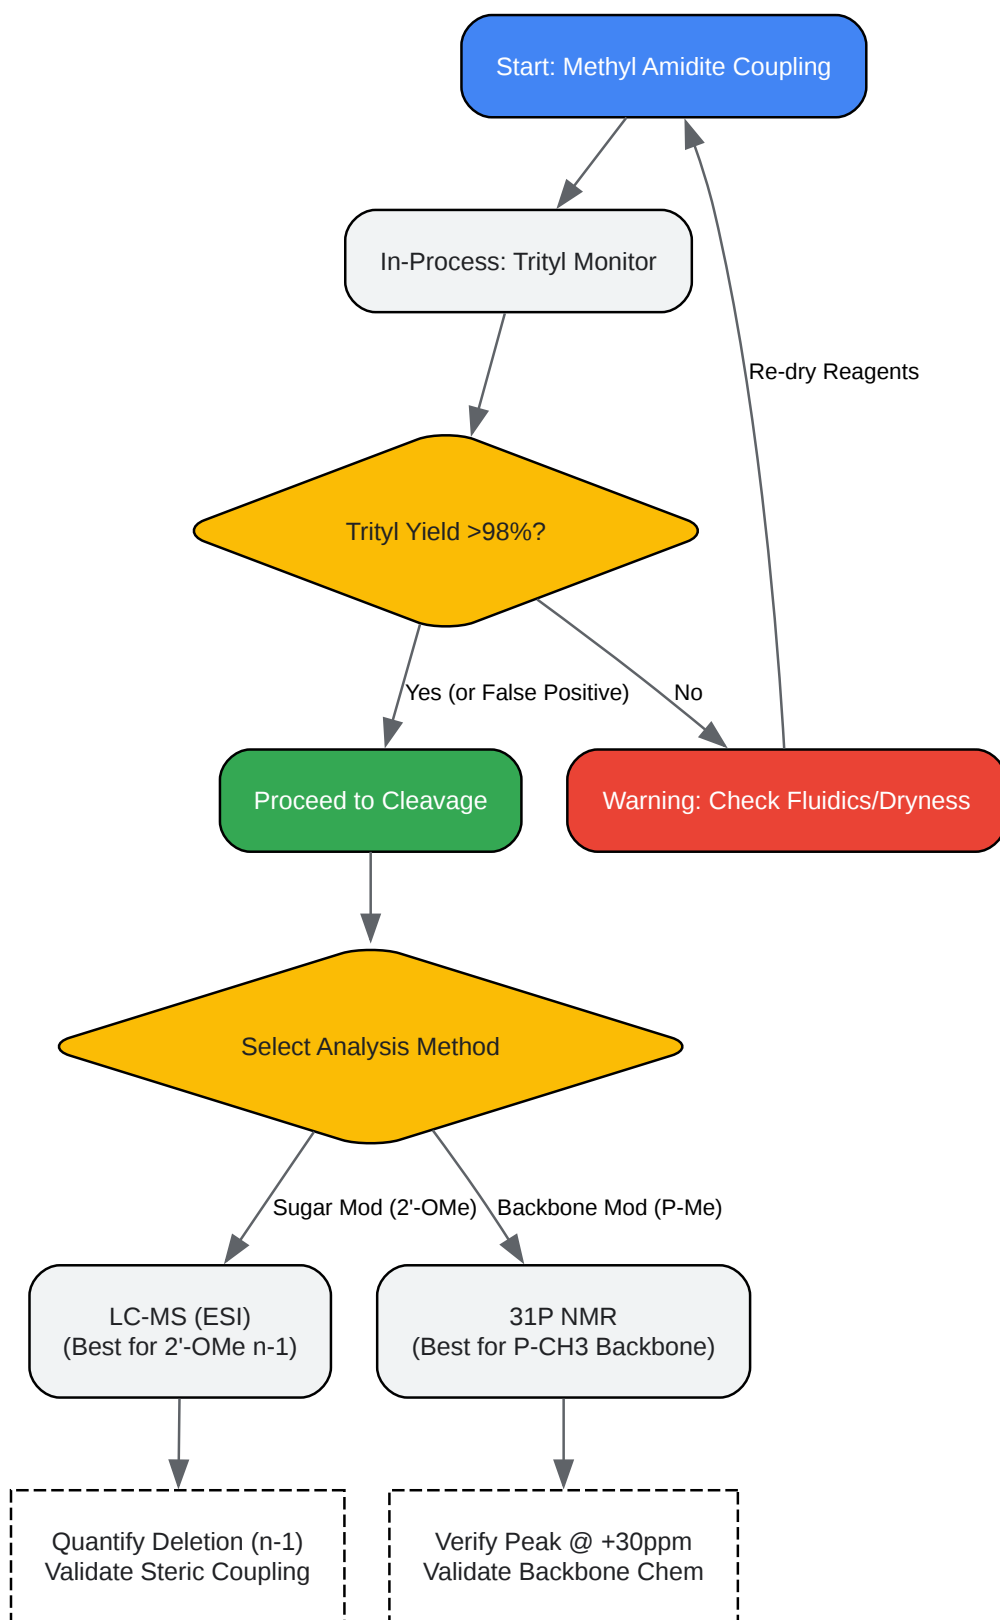 Start: Methyl Amidite Coupling
In-Process: Trityl Monitor
Re-dry Reagents
Trityl Yield >98%?
Yes (or False Positive)
No
Proceed to Cleavage
Warning: Check Fluidics/Dryness
Select Analysis Method
Sugar Mod (2'-OMe)
Backbone Mod (P-Me)
LC-MS (ESI)
(Best for 2'-OMe n-1)
31P NMR
(Best for P-CH3 Backbone)
Quantify Deletion (n-1)
Validate Steric Coupling
Verify Peak @ +30ppm
Validate Backbone Chem